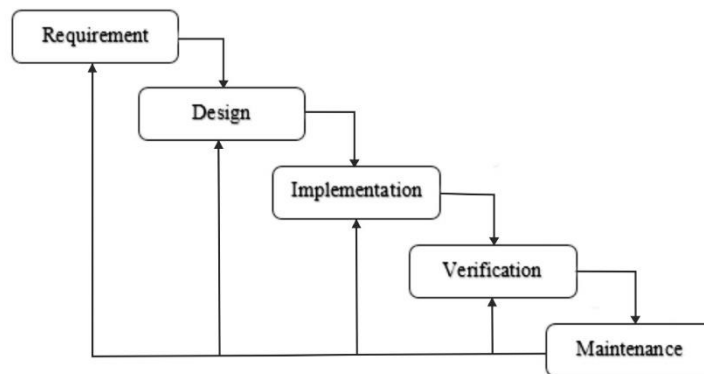 Requirement
Design
Implementation
Verification
Maintenance